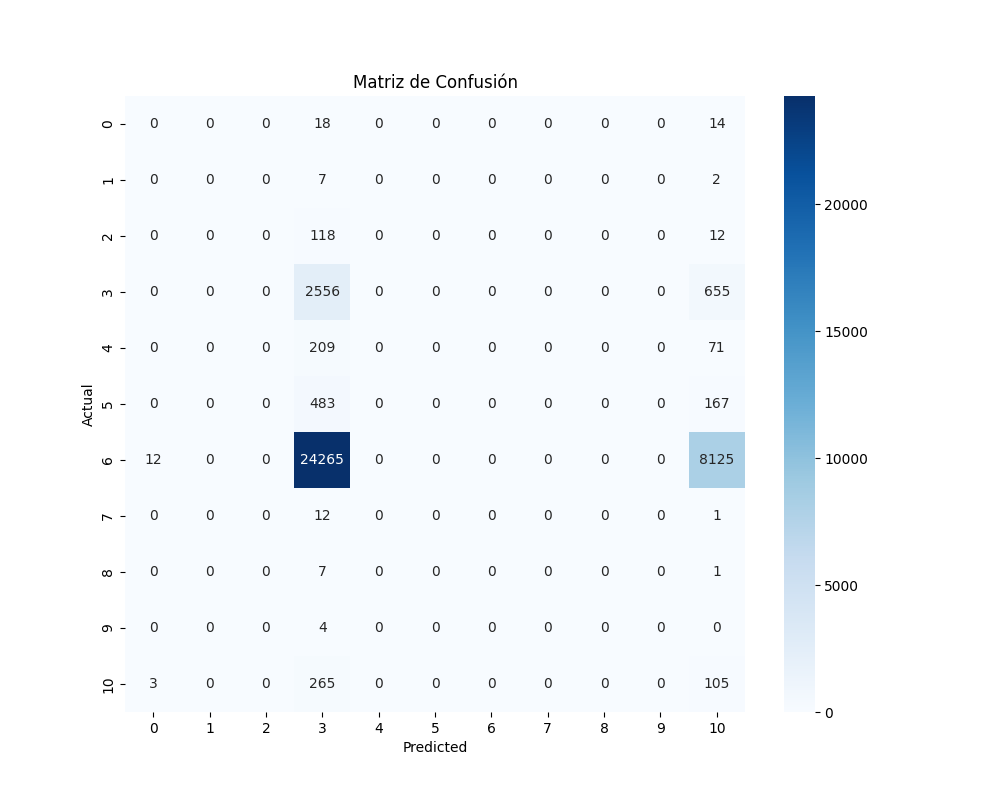 Matriz de Confusión
0 0 0 0 18 0 0 0 0 0 0 14
1 0 0 0 7 0 0 0 0 0 0 2
2 0 0 0 118 0 0 0 0 0 0 12
3 0 0 0 2556 0 0 0 0 0 0 655
4 0 0 0 209 0 0 0 0 0 0 71
5 0 0 0 483 0 0 0 0 0 0 167
6 12 0 0 24265 0 0 0 0 0 0 8125
7 0 0 0 12 0 0 0 0 0 0 1
8 0 0 0 7 0 0 0 0 0 0 1
9 0 0 0 4 0 0 0 0 0 0 0
10 3 0 0 265 0 0 0 0 0 0 105
0 1 2 3 4 5 6 7 8 9 10
Predicted
Actual
20000
15000
10000
5000
0